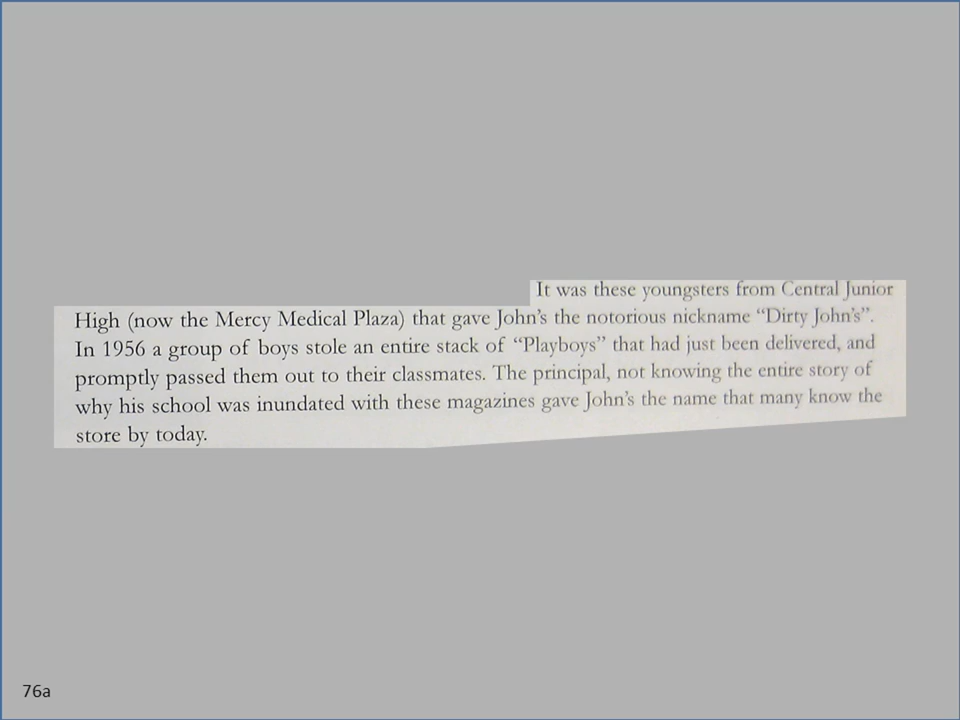 It was these youngsters from Central Junior
High (now the Mercy Medical Plaza) that gave John's the notorious nickname “Dirty John's”.
In 1956 a group of boys stole an entire stack of “Playboys” that had just been delivered, and
promptly passed them out to their classmates. The principal, not knowing the entire story of
why his school was inundated with these magazines gave John's the name that many know the
store by today.
76a